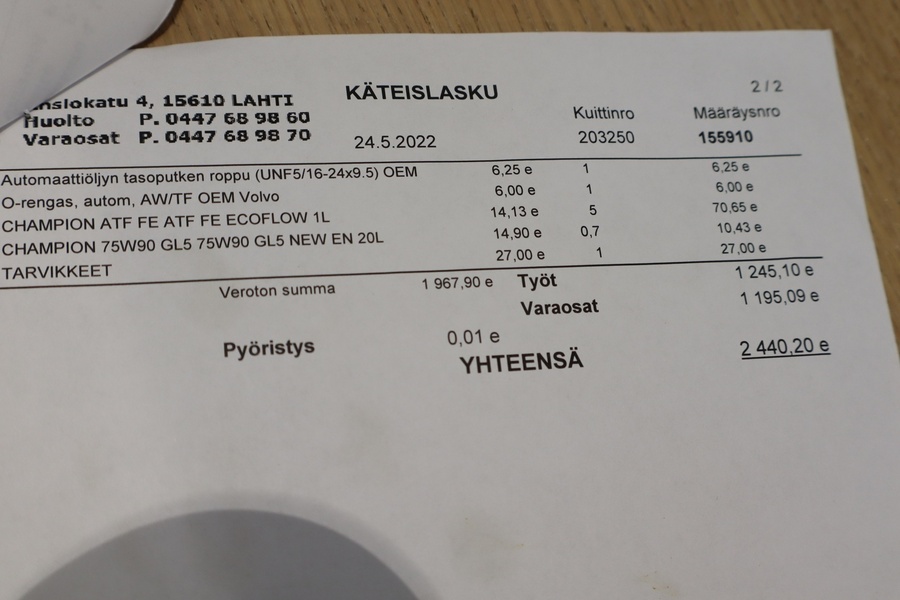 4, 15610 LAHTI KÄTEISLASKU 2 / 2
Huolto P. 0447 68 98 60 Kuittinro Määräysnro
Varaosat P. 0447 68 98 70 24.5.2022 203250 155910
Automaattiöljyn tasoputken roppu (UNF5/16-24x9.5) OEM 6,25 e 1 6,25 e
O-rengas, autom, AW/TF OEM Volvo 6,00 e 1 6,00 e
CHAMPION ATF FE ATF FE ECOFLOW 1L 14,13 e 5 70,65 e
CHAMPION 75W90 GL5 75W90 GL5 NEW EN 20L 14,90 e 0,7 10,43 e
TARVIKKEET 27,00 e 1 27,00 e
Veroton summa 1 967,90 e Työt 1 245,10 e
Varaosat 1 195,09 e
Pyöristys 0,01 e
YHTEENSÄ 2 440,20 e